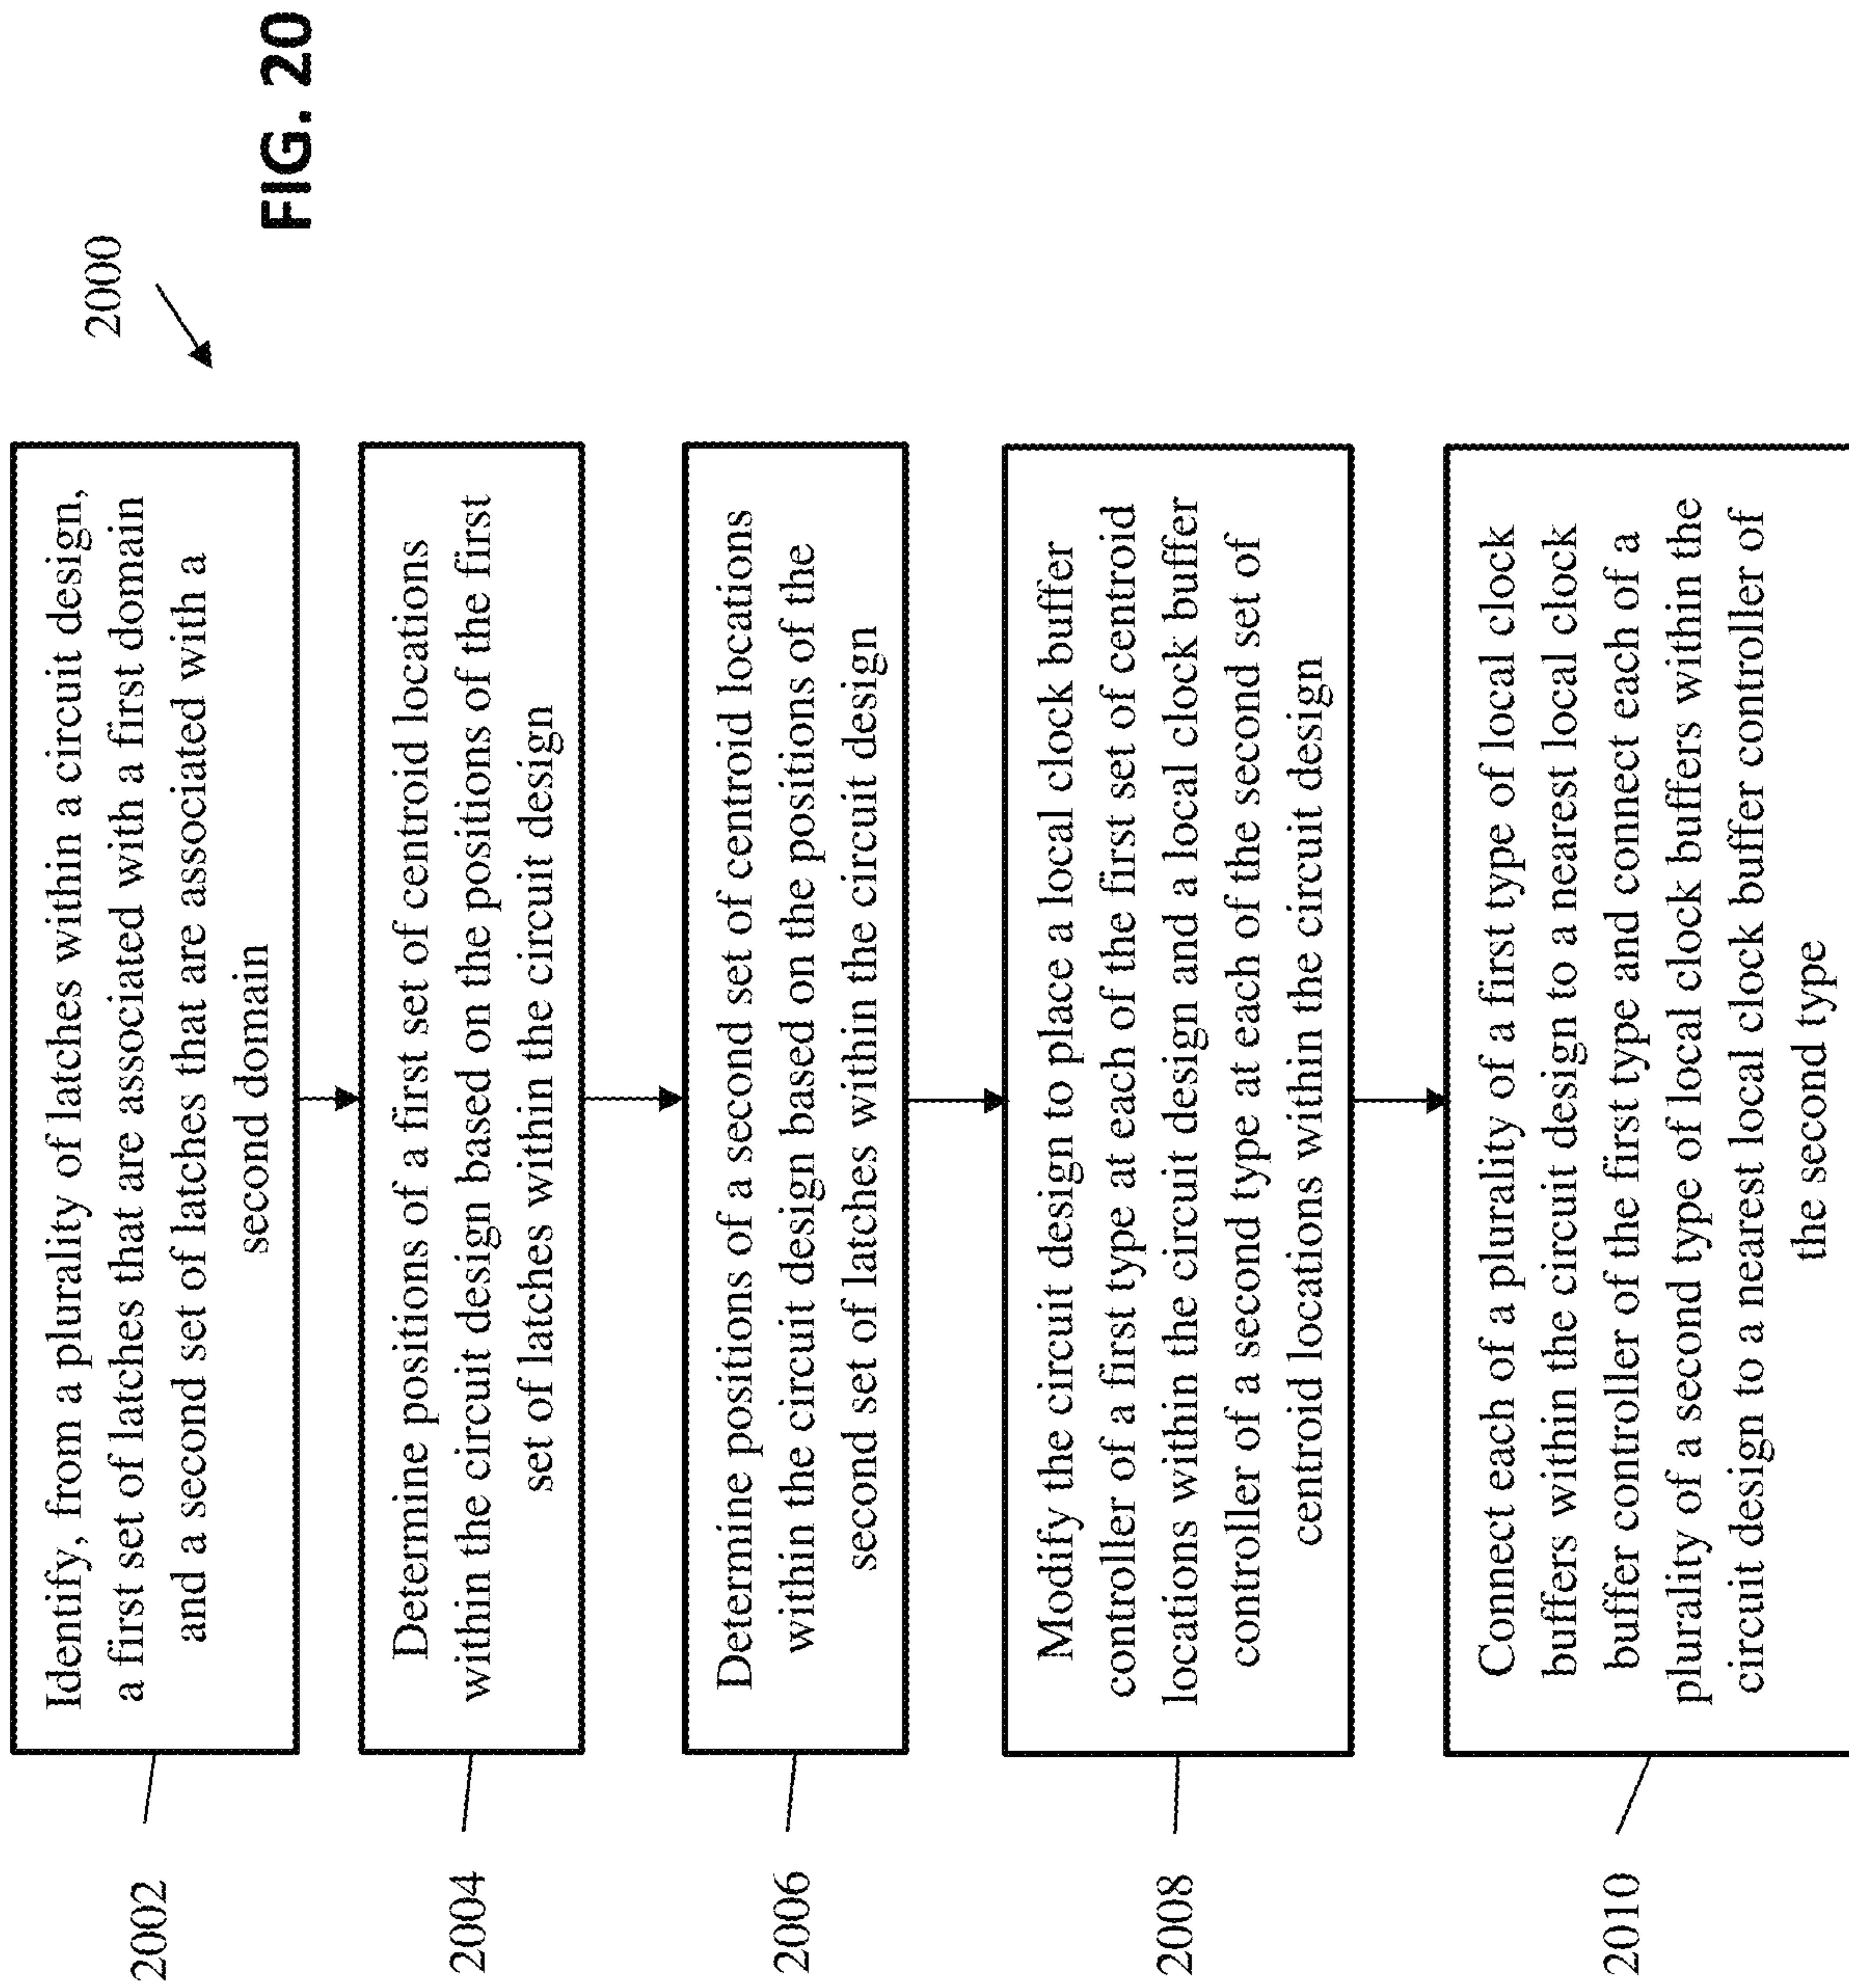 FIG. 20
2000
2002
Identify, from a plurality of latches within a circuit design,
a first set of latches that are associated with a first domain
and a second set of latches that are associated with a
second domain
2004
Determine positions of a first set of centroid locations
within the circuit design based on the positions of the first
set of latches within the circuit design
2006
Determine positions of a second set of centroid locations
within the circuit design based on the positions of the
second set of latches within the circuit design
2008
Modify the circuit design to place a local clock buffer
controller of a first type at each of the first set of centroid
locations within the circuit design and a local clock buffer
controller of a second type at each of the second set of
centroid locations within the circuit design
2010
Connect each of a plurality of a first type of local clock
buffers within the circuit design to a nearest local clock
buffer controller of the first type and connect each of a
plurality of a second type of local clock buffers within the
circuit design to a nearest local clock buffer controller of
the second type